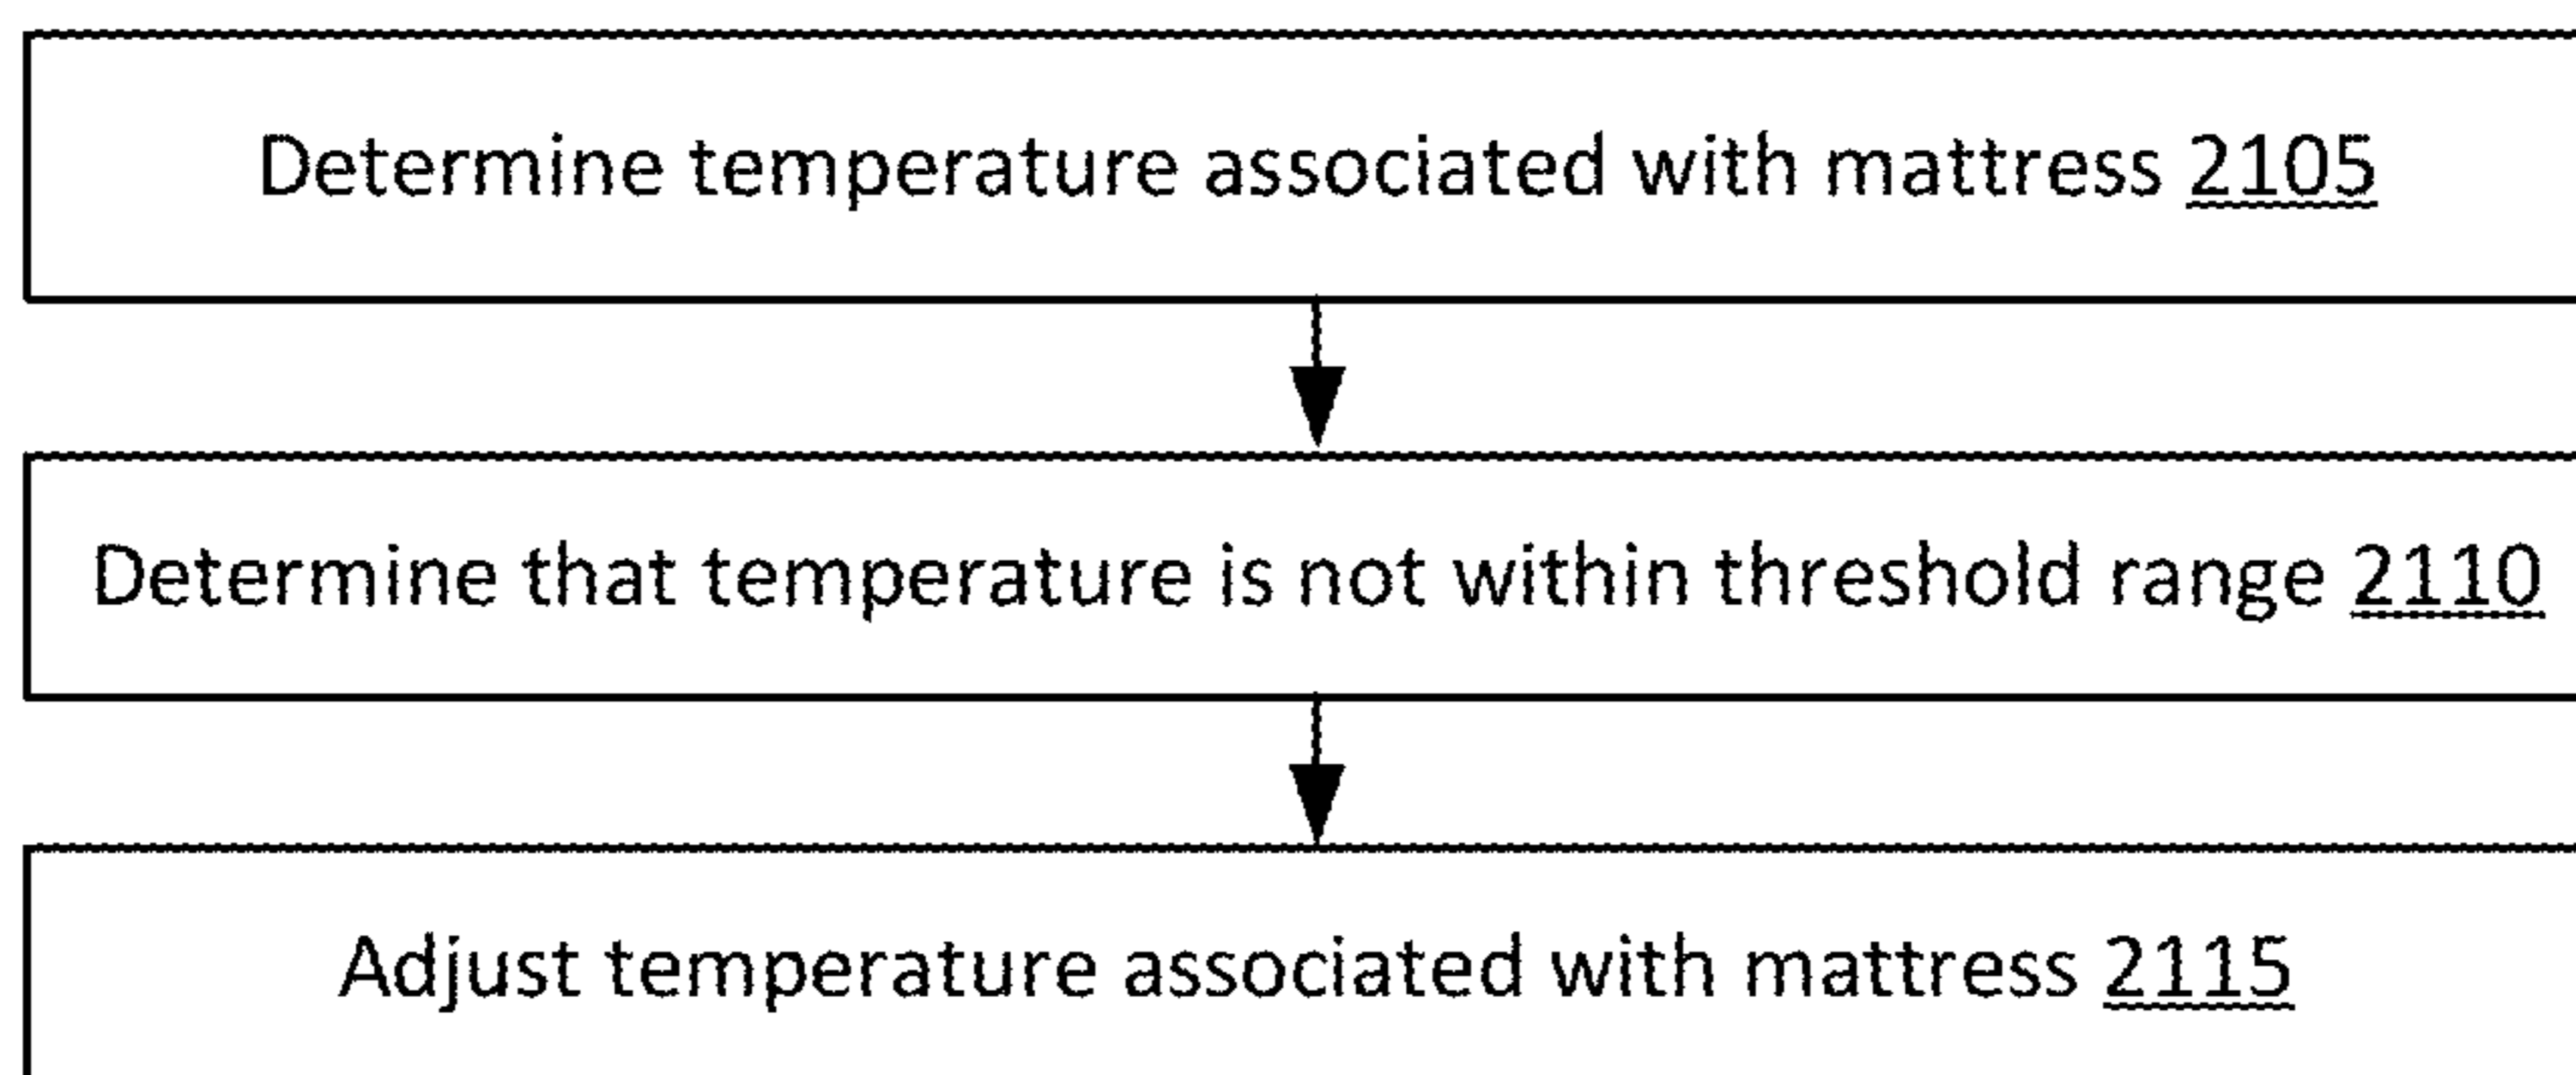 Determine temperature associated with mattress 2105
Determine that temperature is not within threshold range 2110
Adjust temperature associated with mattress 2115